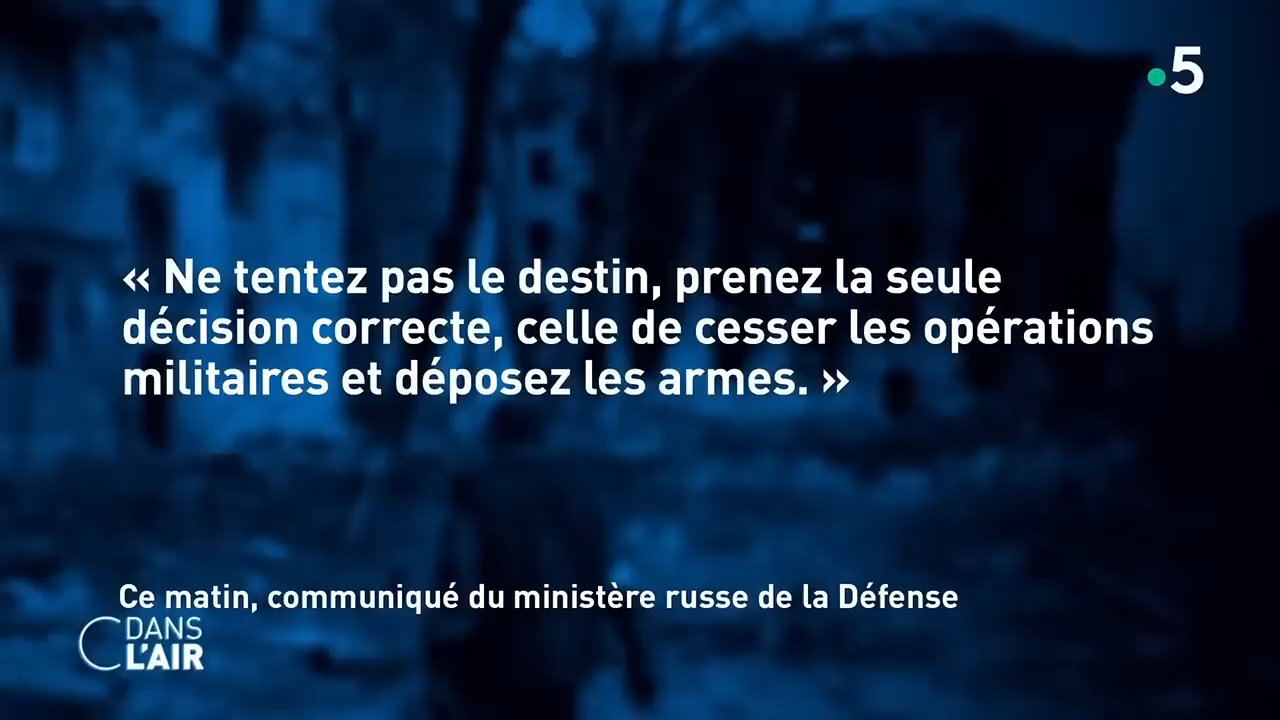 5
« Ne tentez pas le destin, prenez la seule
décision correcte, celle de cesser les opérations
militaires et déposez les armes. »
Ce matin, communiqué du ministère russe de la Défense
C DANS
L'AIR